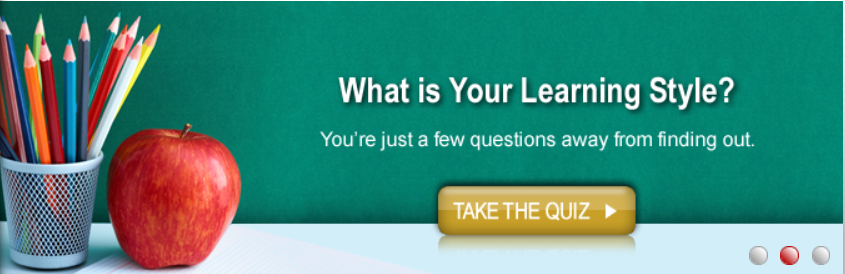 What is Your Learning Style?
You're just a few questions away from finding out.
TAKE THE QUIZ